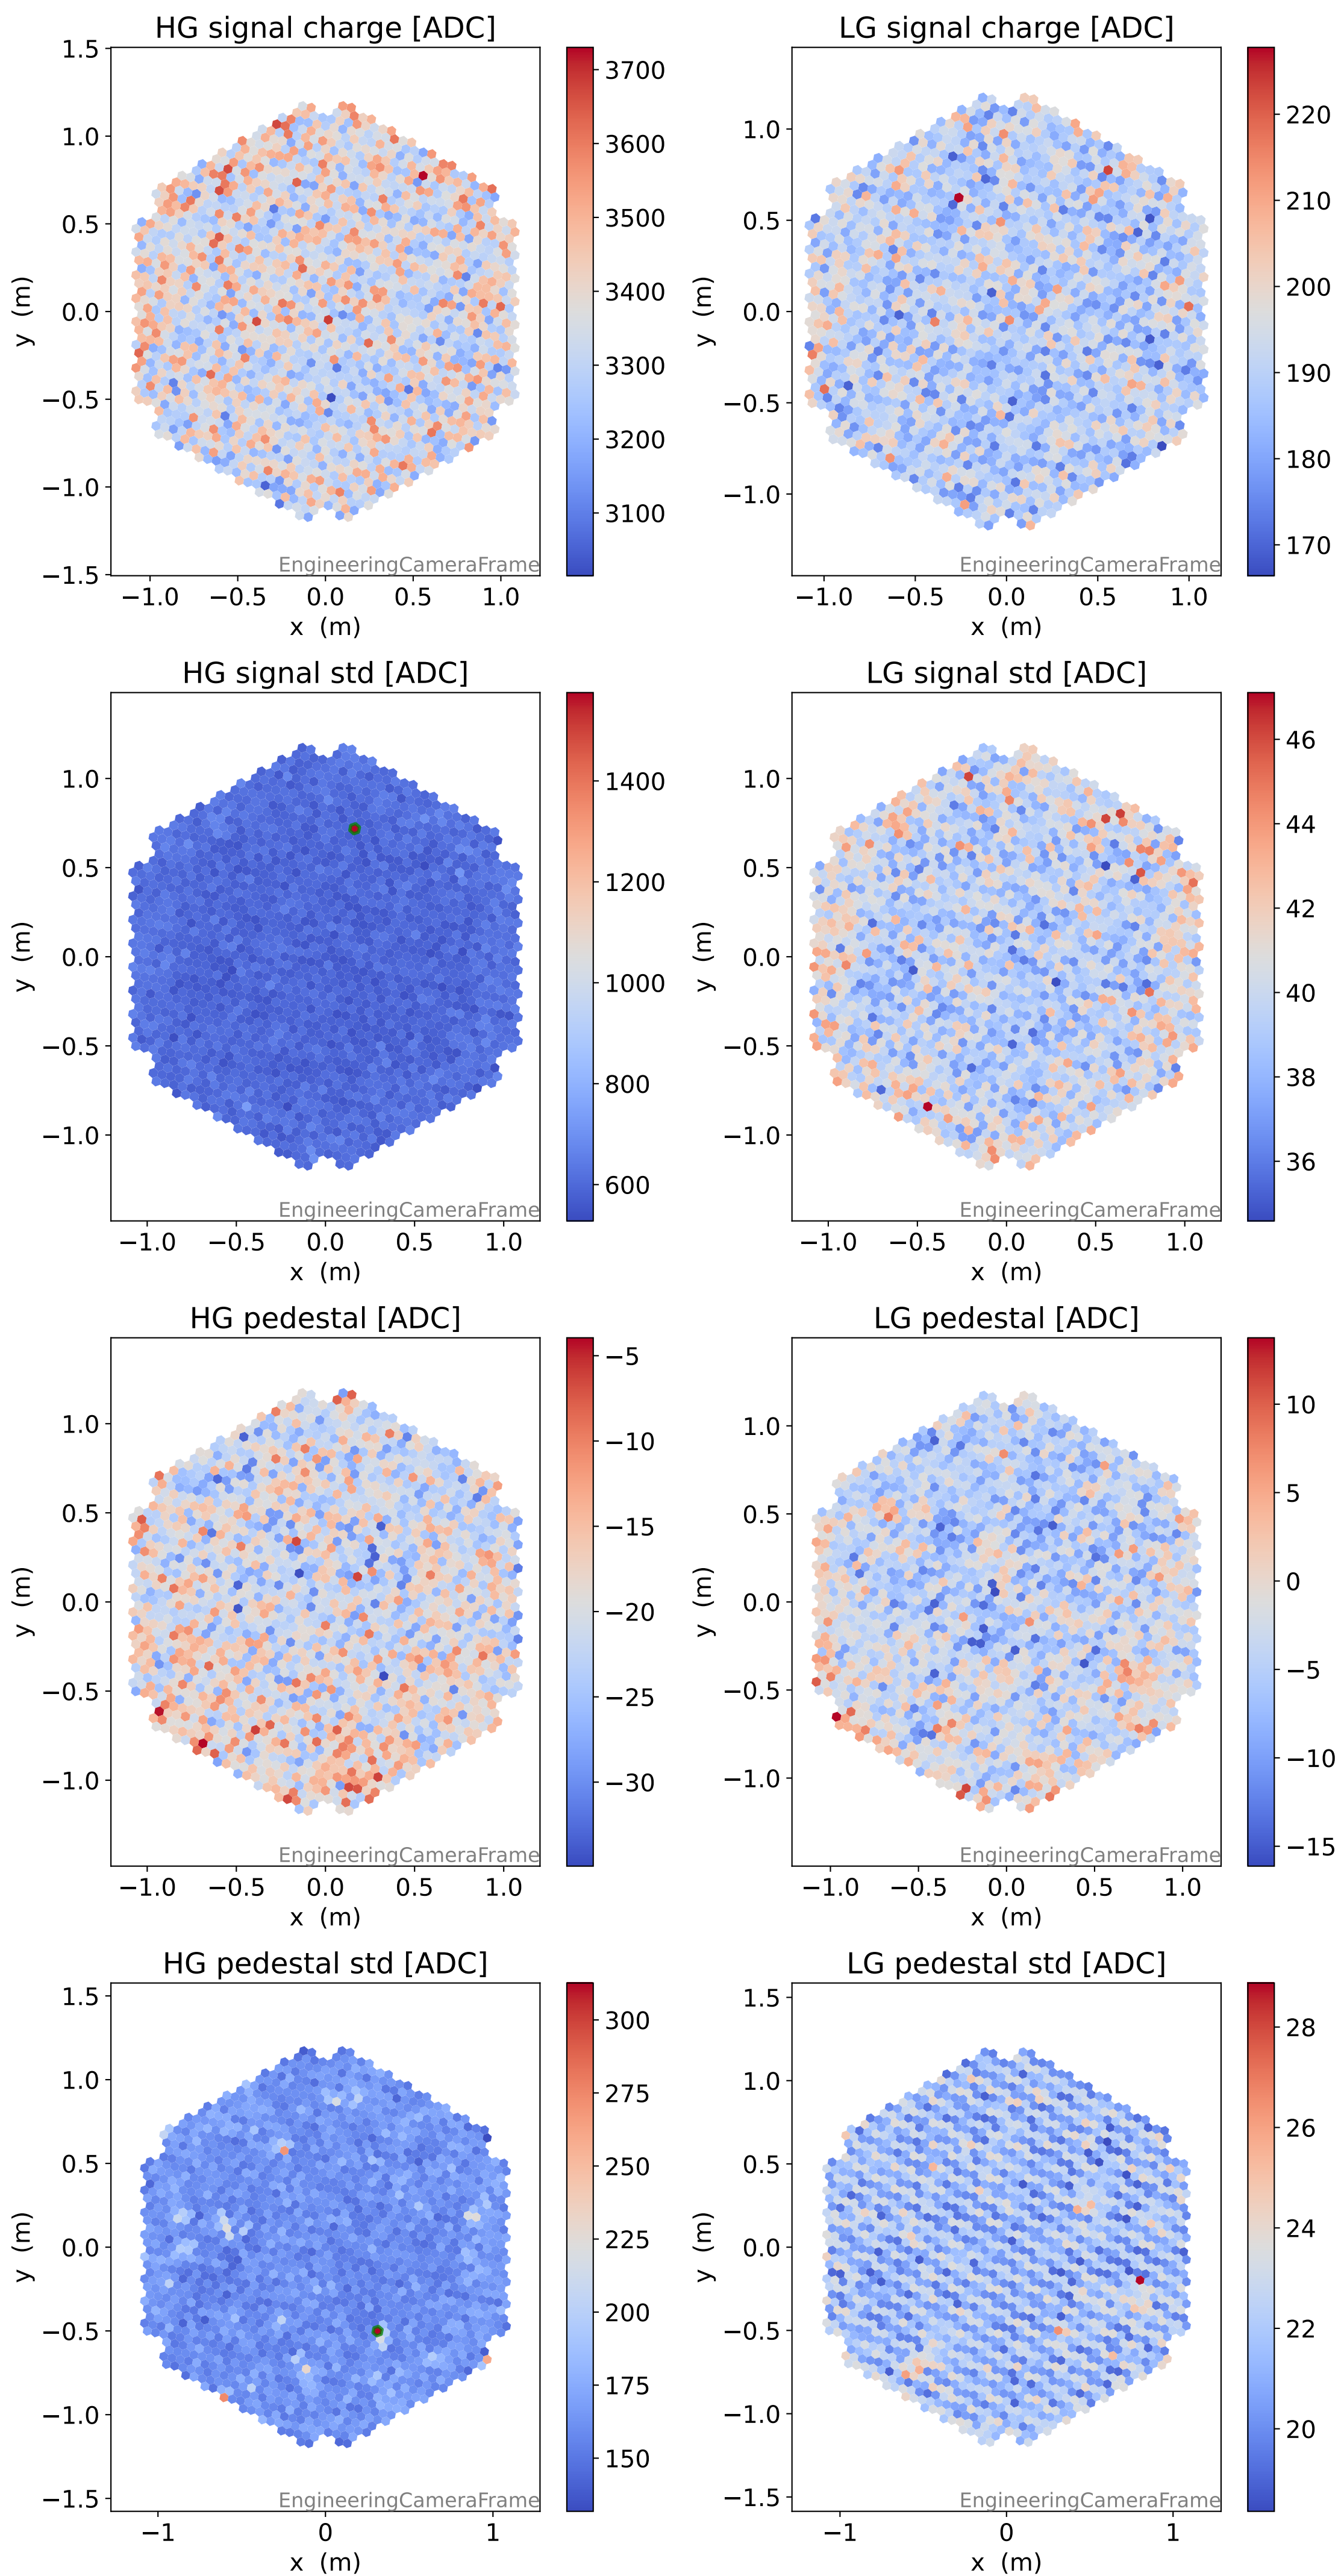 HG signal charge [ADC]
1.5
1.0
0.5
0.0
−0.5
−1.0
−1.5
y (m)
−1.0 −0.5 0.0 0.5 1.0
x (m)
EngineeringCameraFrame
3700
3600
3500
3400
3300
3200
3100
LG signal charge [ADC]
1.0
0.5
0.0
−0.5
−1.0
y (m)
−1.0 −0.5 0.0 0.5 1.0
x (m)
EngineeringCameraFrame
220
210
200
190
180
170
HG signal std [ADC]
1.0
0.5
0.0
−0.5
−1.0
y (m)
−1.0 −0.5 0.0 0.5 1.0
x (m)
EngineeringCameraFrame
1400
1200
1000
800
600
LG signal std [ADC]
1.0
0.5
0.0
−0.5
−1.0
y (m)
−1.0 −0.5 0.0 0.5 1.0
x (m)
EngineeringCameraFrame
46
44
42
40
38
36
HG pedestal [ADC]
1.0
0.5
0.0
−0.5
−1.0
y (m)
−1.0 −0.5 0.0 0.5 1.0
x (m)
EngineeringCameraFrame
−5
−10
−15
−20
−25
−30
LG pedestal [ADC]
1.0
0.5
0.0
−0.5
−1.0
y (m)
−1.0 −0.5 0.0 0.5 1.0
x (m)
EngineeringCameraFrame
10
5
0
−5
−10
−15
HG pedestal std [ADC]
1.5
1.0
0.5
0.0
−0.5
−1.0
−1.5
y (m)
−1 0 1
x (m)
EngineeringCameraFrame
300
275
250
225
200
175
150
LG pedestal std [ADC]
1.5
1.0
0.5
0.0
−0.5
−1.0
−1.5
y (m)
−1 0 1
x (m)
EngineeringCameraFrame
28
26
24
22
20